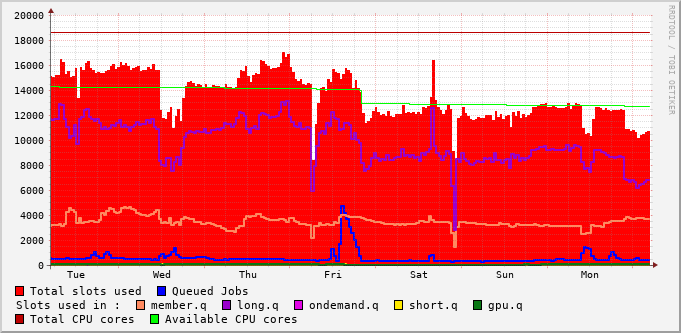 20000
18000
16000
14000
12000
10000
8000
6000
4000
2000
0
Tue Wed Thu Fri Sat Sun Mon
RRDTOOL / TOBI OETIKER
Total slots used Queued Jobs
Slots used in : member.q long.q ondemand.q short.q gpu.q
Total CPU cores Available CPU cores